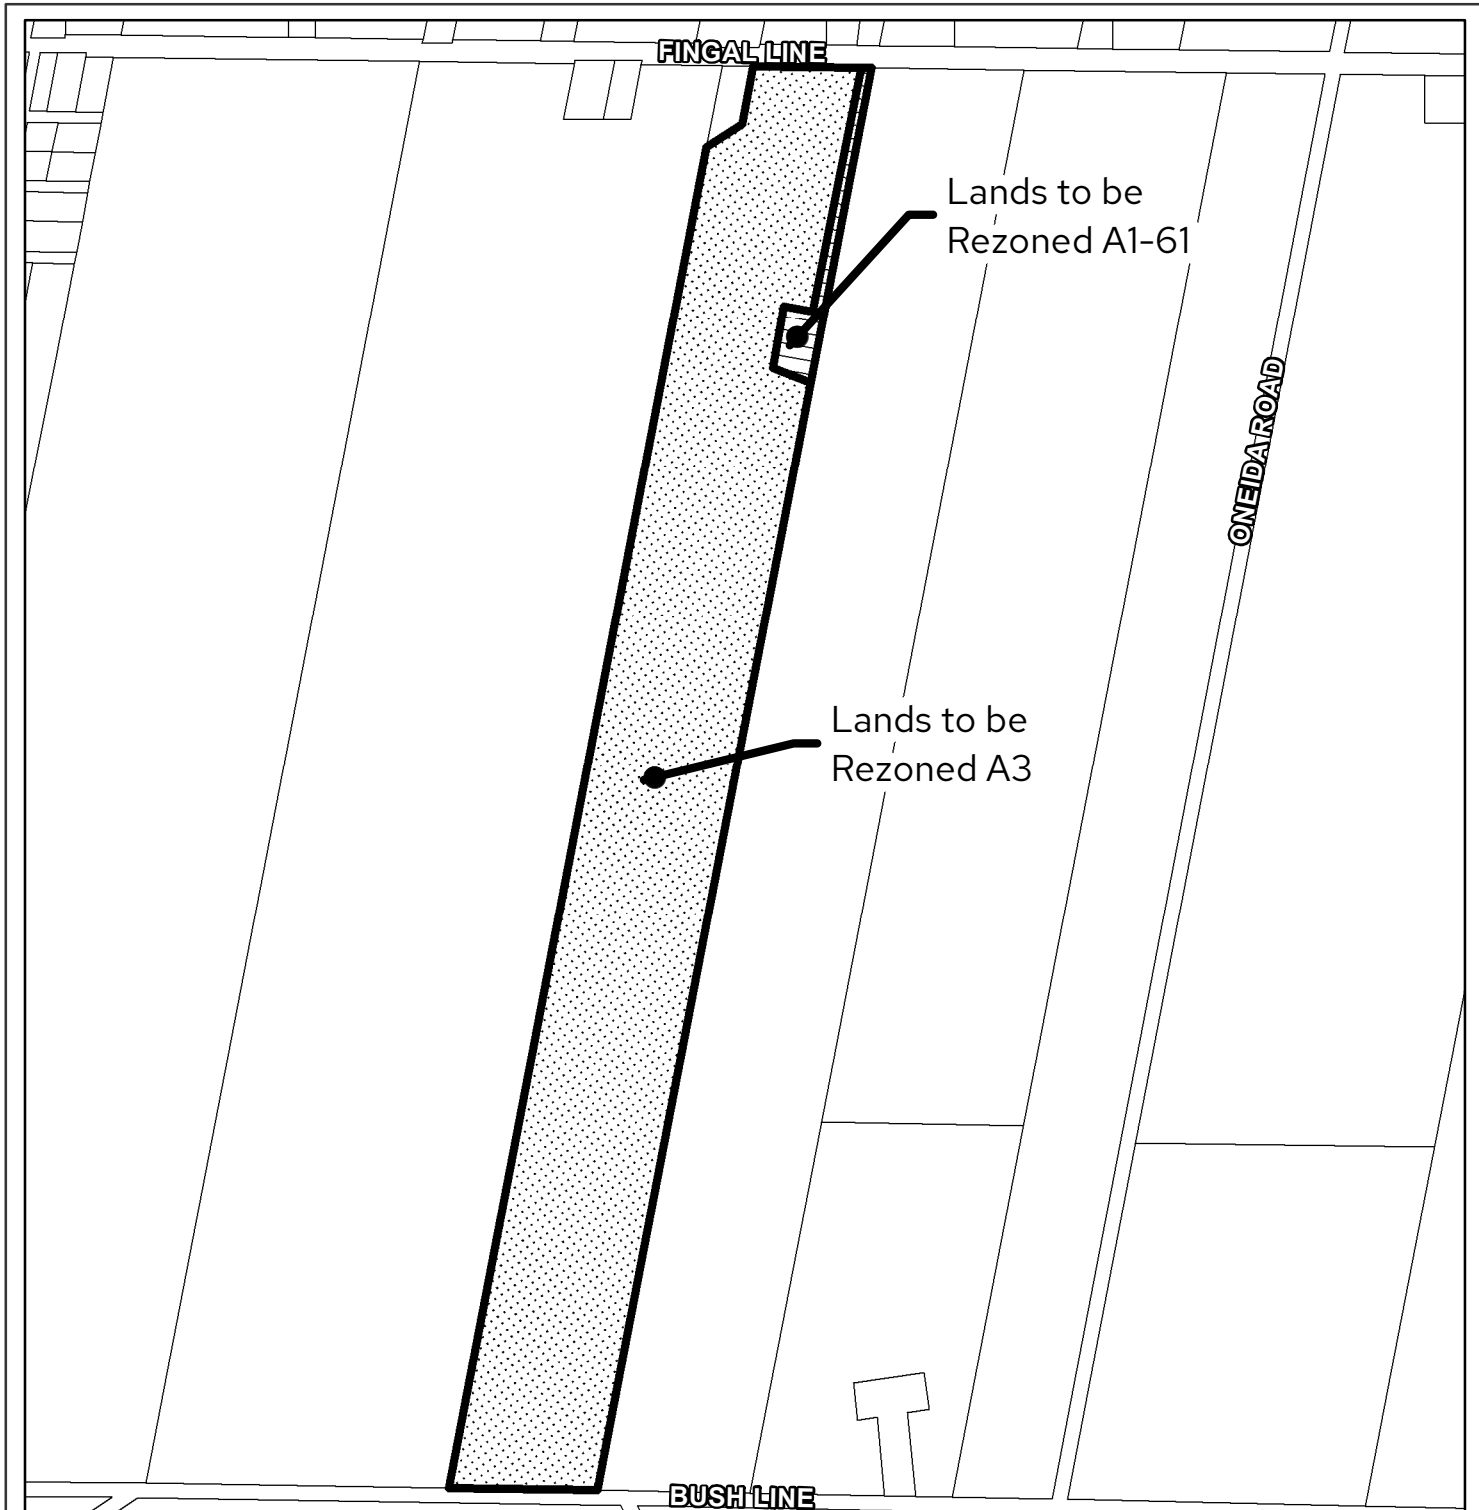 FINGAL LINE
Lands to be
Rezoned A1-61
ONEIDA ROAD
Lands to be
Rezoned A3
BUSH LINE